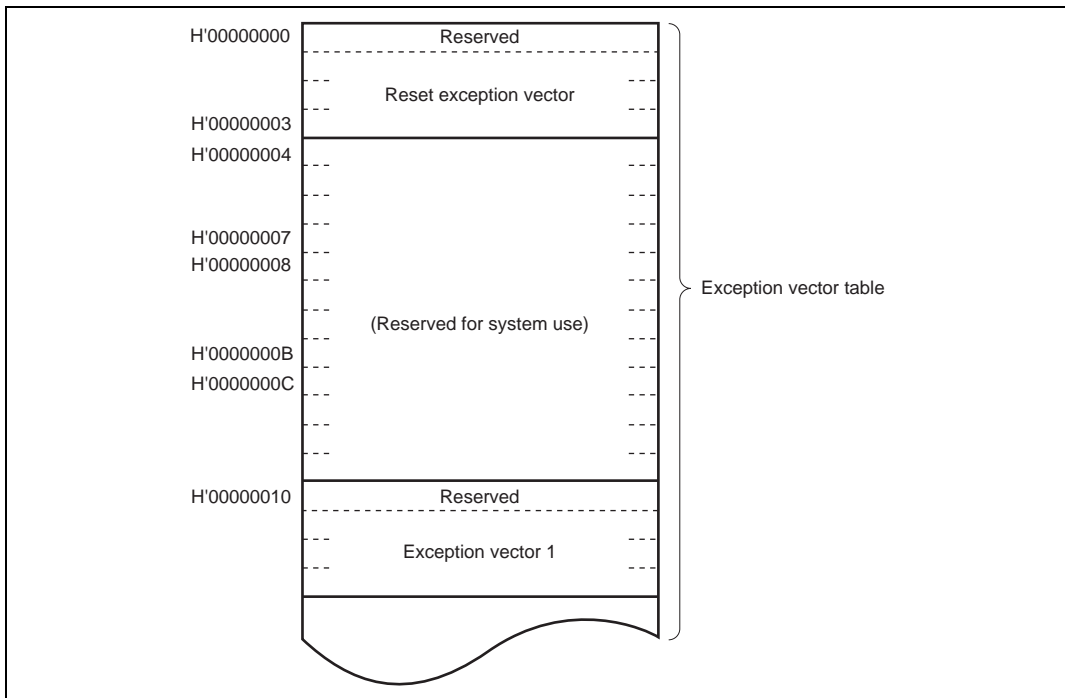 H'00000000
Reserved
Reset exception vector
H'00000003
H'00000004
H'00000007
H'00000008
Exception vector table
(Reserved for system use)
H'0000000B
H'0000000C
H'00000010
Reserved
Exception vector 1